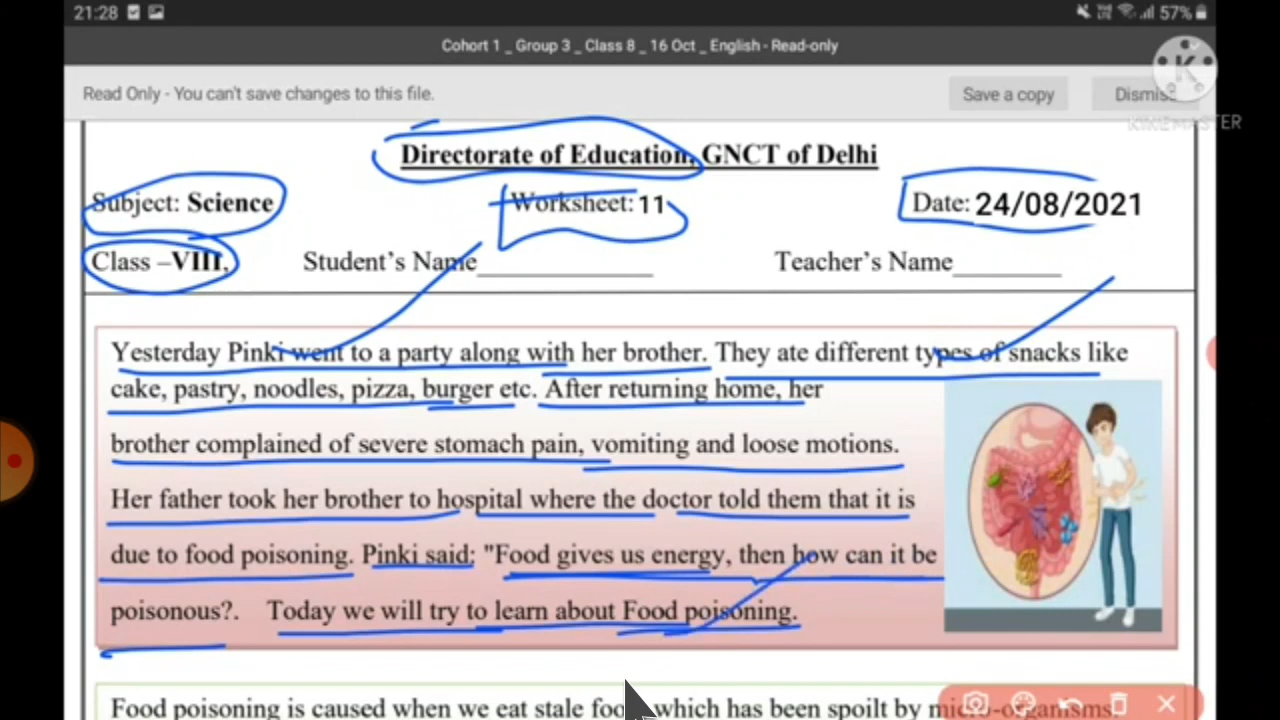 21:28 57%
Cohort 1 _ Group 3 _ Class 8 _ 16 Oct _ English - Read-only
Read Only - You can't save changes to this file. Save a copy Dismiss
K
KINEMASTER
Directorate of Education, GNCT of Delhi
Subject: Science Worksheet: 11 Date: 24/08/2021
Class –VIII, Student's Name__________ Teacher's Name________
Yesterday Pinki went to a party along with her brother. They ate different types of snacks like
cake, pastry, noodles, pizza, burger etc. After returning home, her
brother complained of severe stomach pain, vomiting and loose motions.
Her father took her brother to hospital where the doctor told them that it is
due to food poisoning. Pinki said: "Food gives us energy, then how can it be
poisonous?. Today we will try to learn about Food poisoning.
Food poisoning is caused when we eat stale food which has been spoilt by micro-organisms.